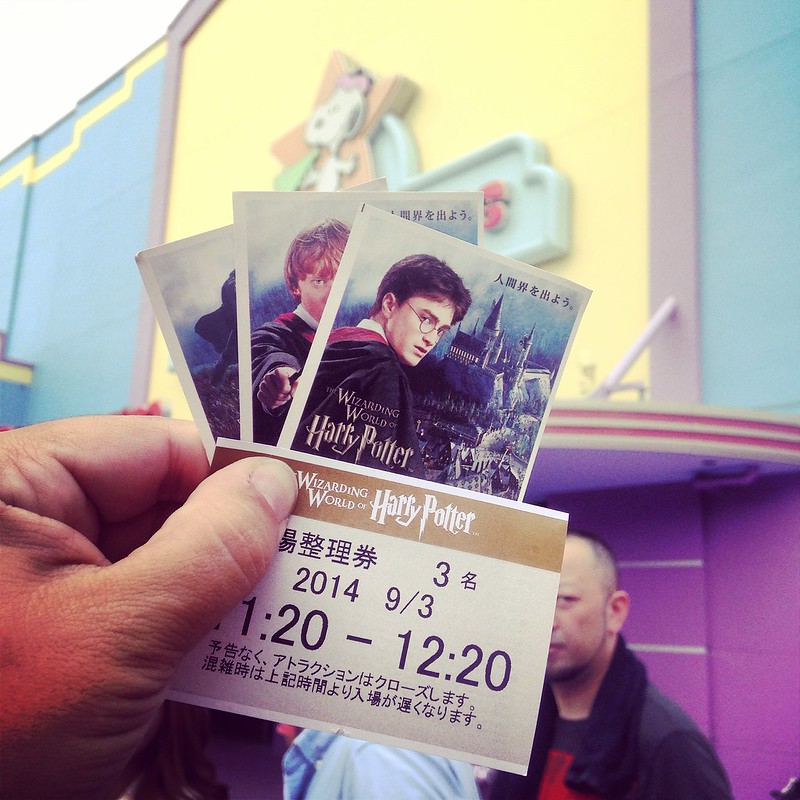 人間界を出よう。
人間界を出よう。
THE
WIZARDING
WORLD OF
Harry Potter
WIZARDING
WORLD OF Harry Potter™
場整理券 3名
2014 9/3
1:20 – 12:20
予告なく、アトラクションはクローズします。
混雑時は上記時間より入場が遅くなります。